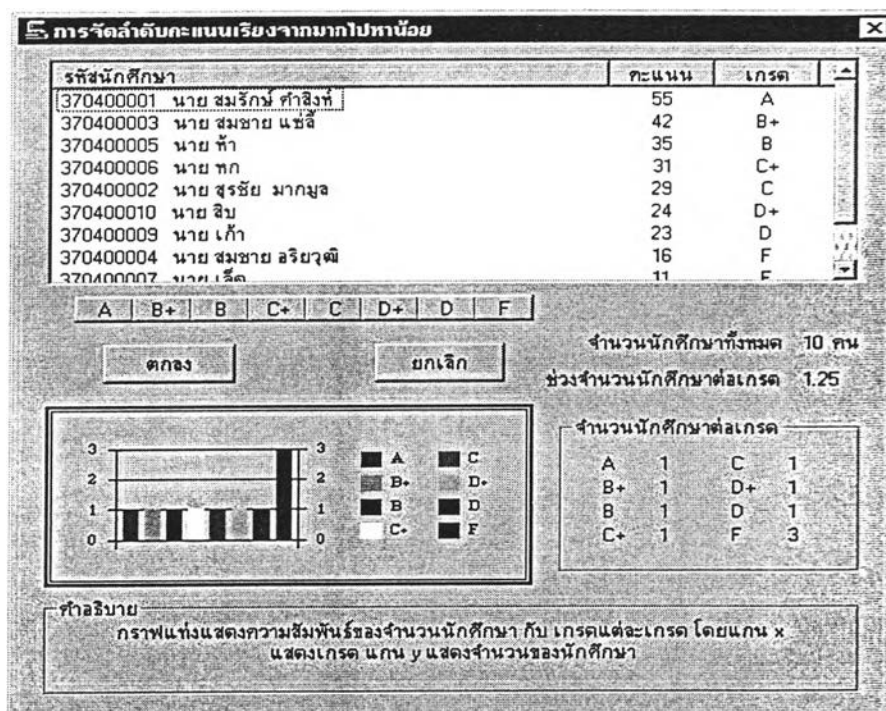 การจัดลำดับคะแนนเรียงจากมากไปหาน้อย
รหัสนักศึกษา คะแนน เกรด
370400001 นาย สมรักษ์ คำสิงห์ 55 A
370400003 นาย สมชาย แซ่ลี้ 42 B+
370400005 นาย ห้า 35 B
370400006 นาย หก 31 C+
370400002 นาย สุรชัย มากมูล 29 C
370400010 นาย สิบ 24 D+
370400009 นาย เก้า 23 D
370400004 นาย สมชาย อริยวุฒิ 16 F
370400007 นาย เจ็ด 11 F
A B+ B C+ C D+ D F
จำนวนนักศึกษาทั้งหมด 10 คน
ตกลง ยกเลิก
ช่วงจำนวนนักศึกษาต่อเกรด 1.25
จำนวนนักศึกษาต่อเกรด
3 3 A C
2 2 B+ D+
1 1 B D
0 0 C+ F
A 1 C 1
B+ 1 D+ 1
B 1 D 1
C+ 1 F 3
คำอธิบาย
กราฟแท่งแสดงความสัมพันธ์ของจำนวนนักศึกษา กับ เกรดแต่ละเกรด โดยแกน x
แสดงเกรด แกน y แสดงจำนวนของนักศึกษา